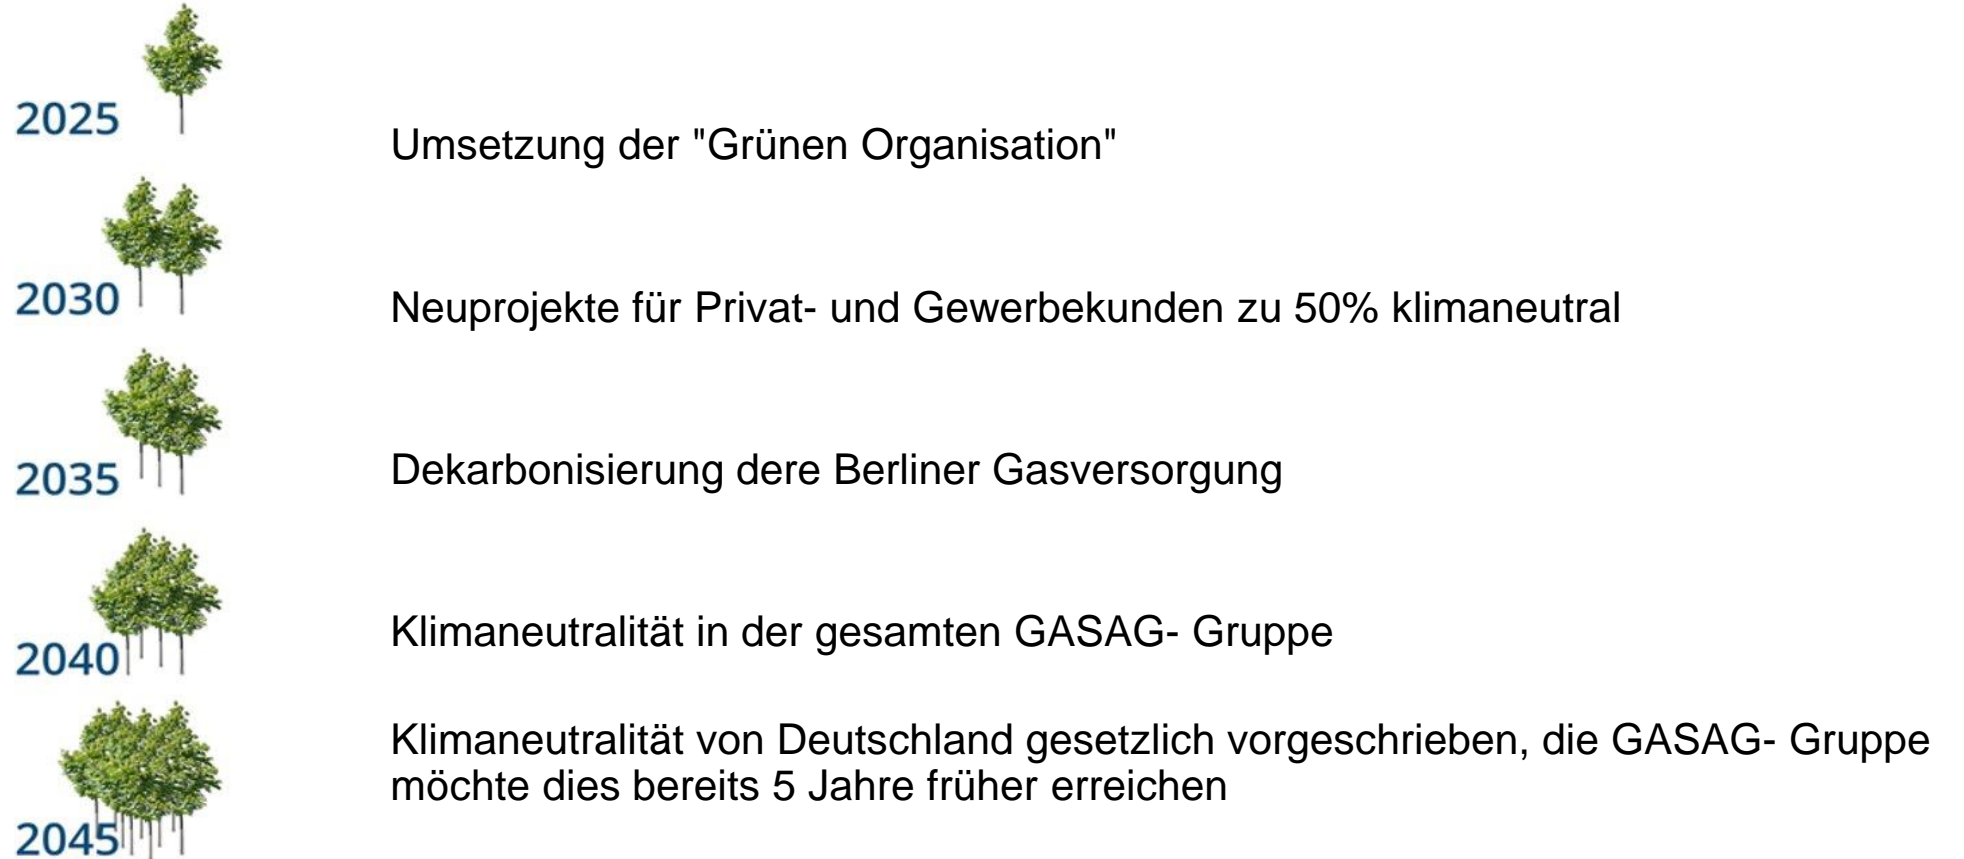 2025
Umsetzung der "Grünen Organisation"
2030
Neuprojekte für Privat- und Gewerbekunden zu 50% klimaneutral
2035
Dekarbonisierung dere Berliner Gasversorgung
2040
Klimaneutralität in der gesamten GASAG- Gruppe
2045
Klimaneutralität von Deutschland gesetzlich vorgeschrieben, die GASAG- Gruppe
möchte dies bereits 5 Jahre früher erreichen